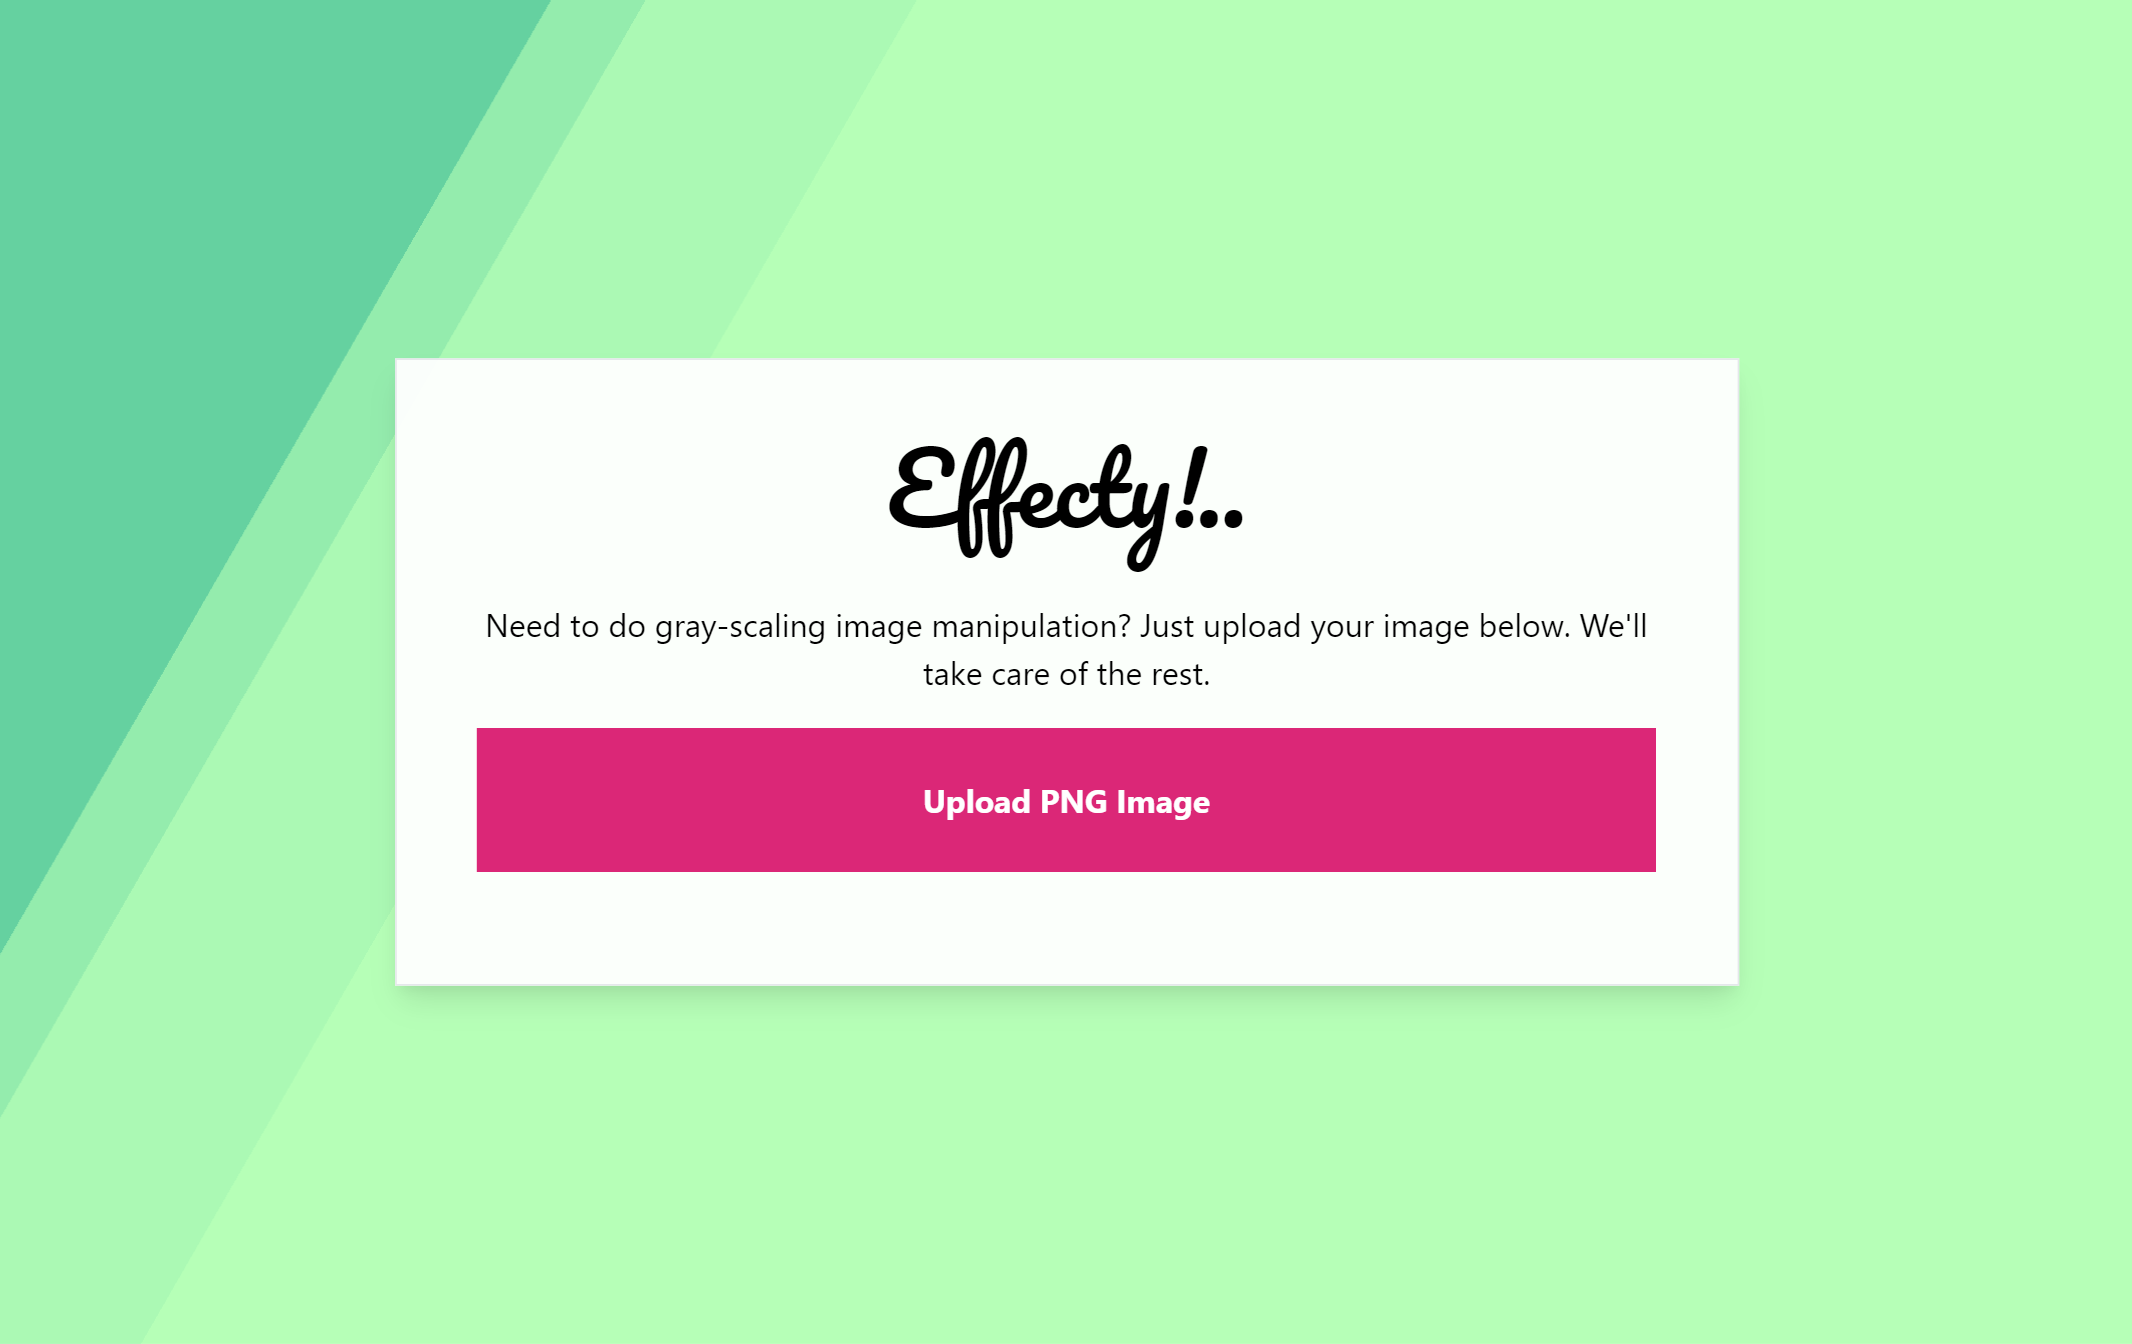 Effecty!..
Need to do gray-scaling image manipulation? Just upload your image below. We'll
take care of the rest.
Upload PNG Image